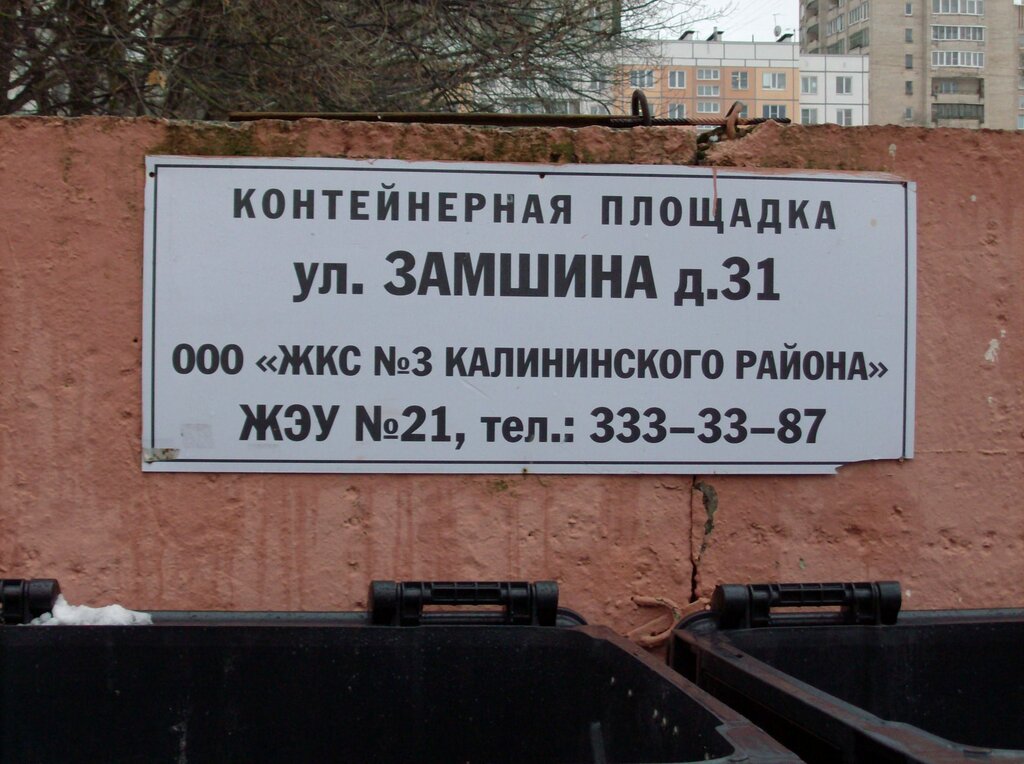 КОНТЕЙНЕРНАЯ ПЛОЩАДКА
ул. ЗАМШИНА д.31
ООО «ЖКС №3 КАЛИНИНСКОГО РАЙОНА»
ЖЭУ №21, тел.: 333–33–87